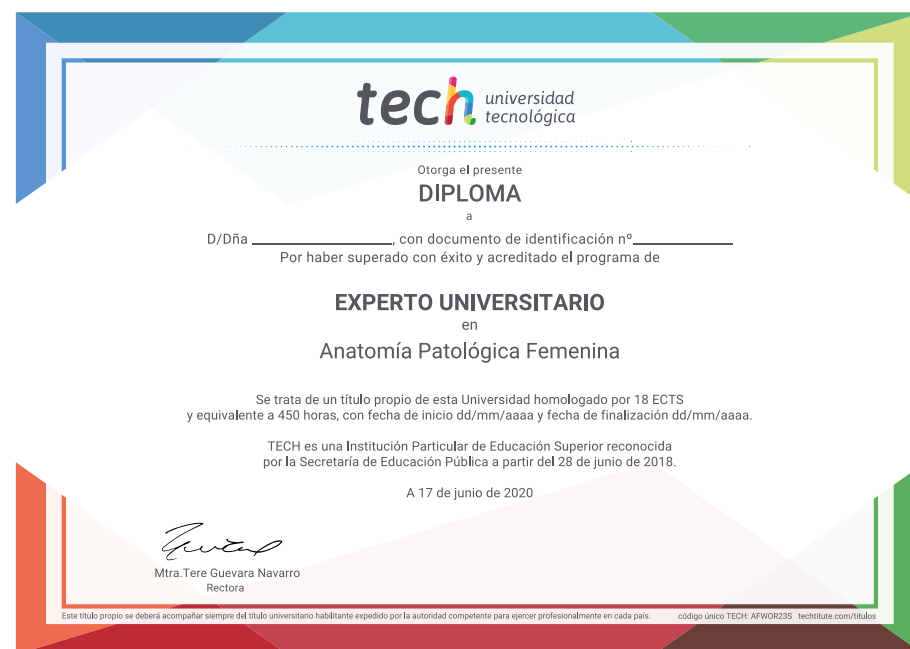 tech universidad
tecnológica
Otorga el presente
DIPLOMA
a
D/Dña ____________________, con documento de identificación nº______________
Por haber superado con éxito y acreditado el programa de
EXPERTO UNIVERSITARIO
en
Anatomía Patológica Femenina
Se trata de un título propio de esta Universidad homologado por 18 ECTS
y equivalente a 450 horas, con fecha de inicio dd/mm/aaaa y fecha de finalización dd/mm/aaaa.
TECH es una Institución Particular de Educación Superior reconocida
por la Secretaría de Educación Pública a partir del 28 de junio de 2018.
A 17 de junio de 2020
Mtra.Tere Guevara Navarro
Rectora
Este título propio se deberá acompañar siempre del título universitario habilitante expedido por la autoridad competente para ejercer profesionalmente en cada país. código único TECH: AFWOR23S techtitute.com/titulos